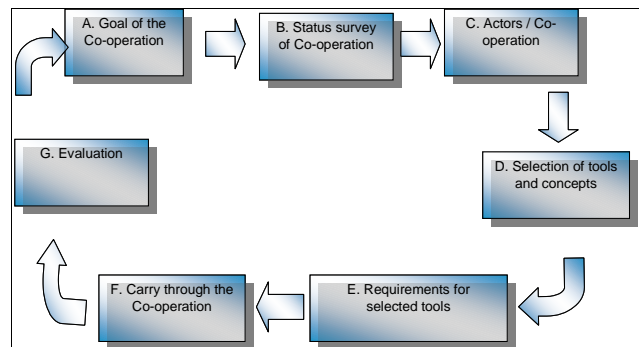 A. Goal of the
Co-operation
B. Status survey
of Co-operation
C. Actors / Co-
operation
D. Selection of tools
and concepts
E. Requirements for
selected tools
F. Carry through the
Co-operation
G. Evaluation